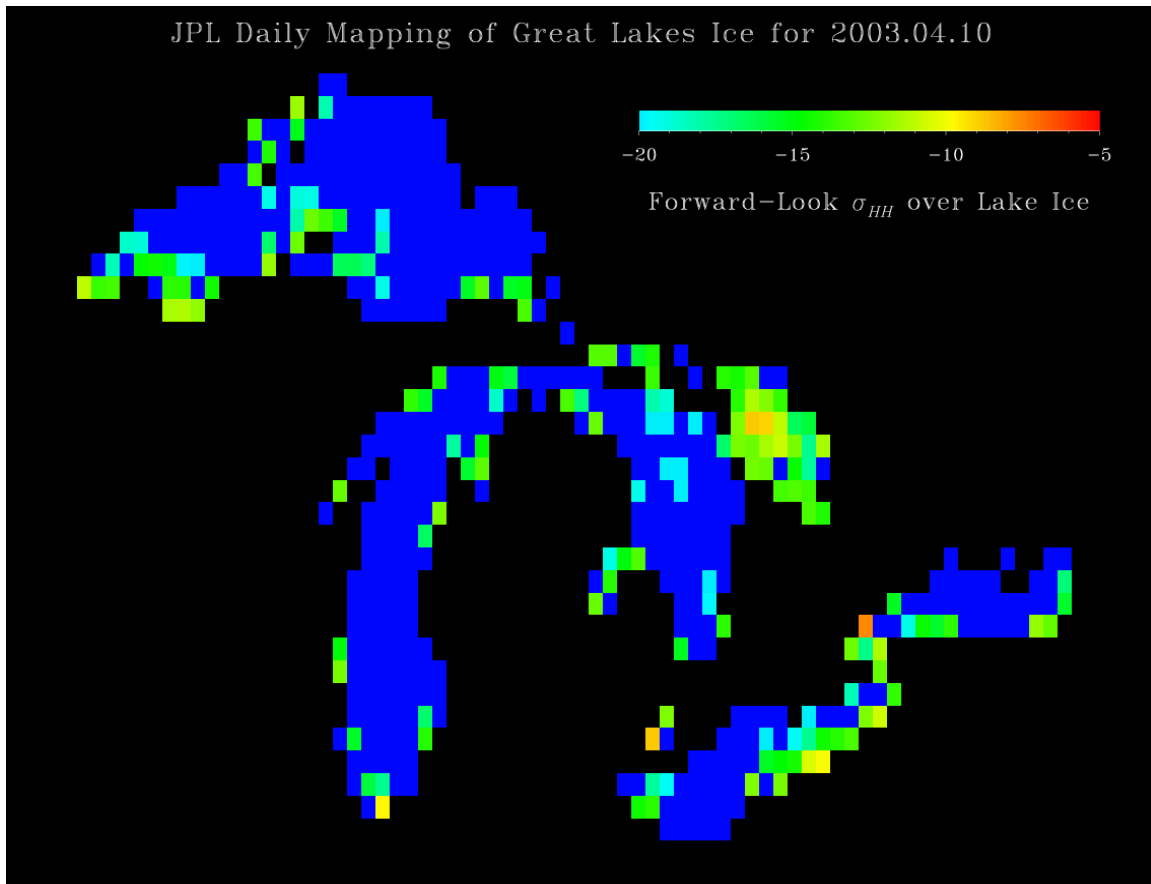 JPL Daily Mapping of Great Lakes Ice for 2003.04.10
-20 -15 -10 -5
Forward-Look σHH over Lake Ice